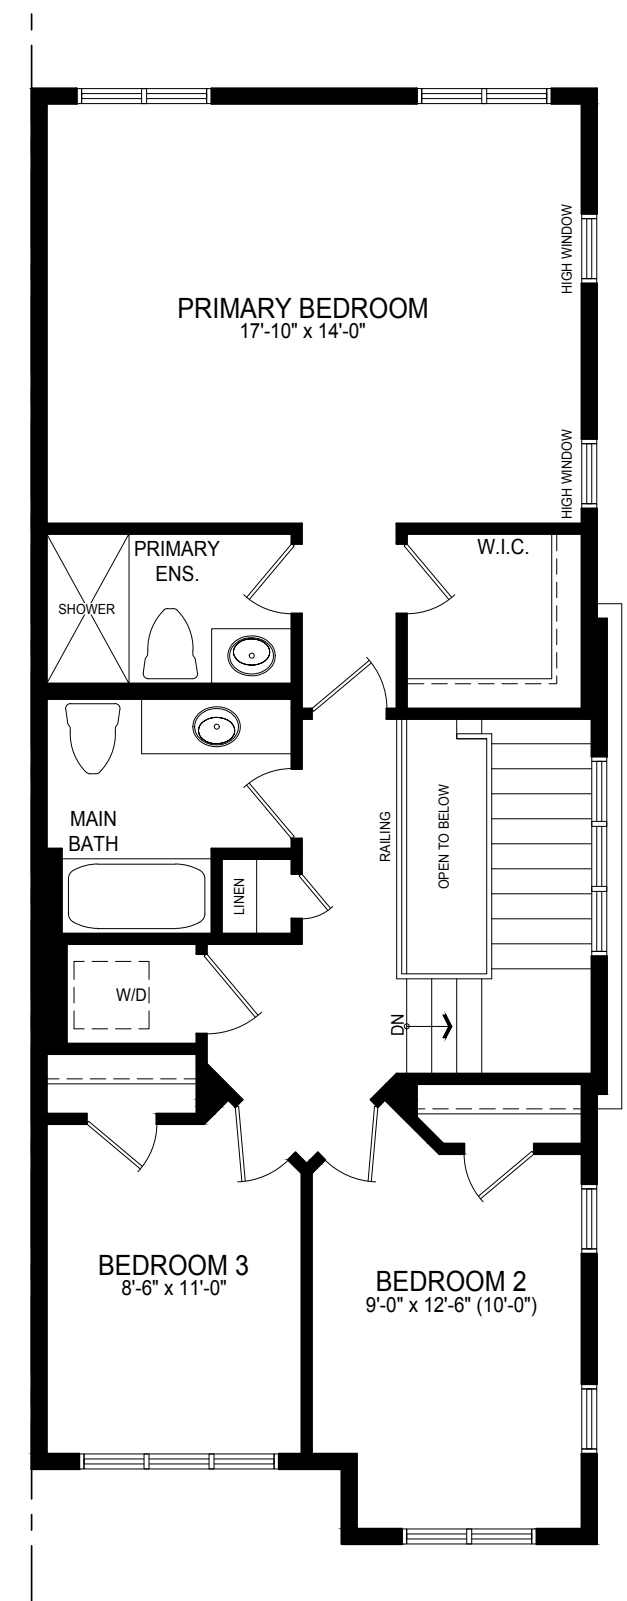 HIGH WINDOW
PRIMARY BEDROOM
17'-10" x 14'-0"
HIGH WINDOW
PRIMARY
ENS.
W.I.C.
SHOWER
MAIN
BATH
RAILING
OPEN TO BELOW
LINEN
W/D
DN
BEDROOM 3
8'-6" x 11'-0"
BEDROOM 2
9'-0" x 12'-6" (10'-0")